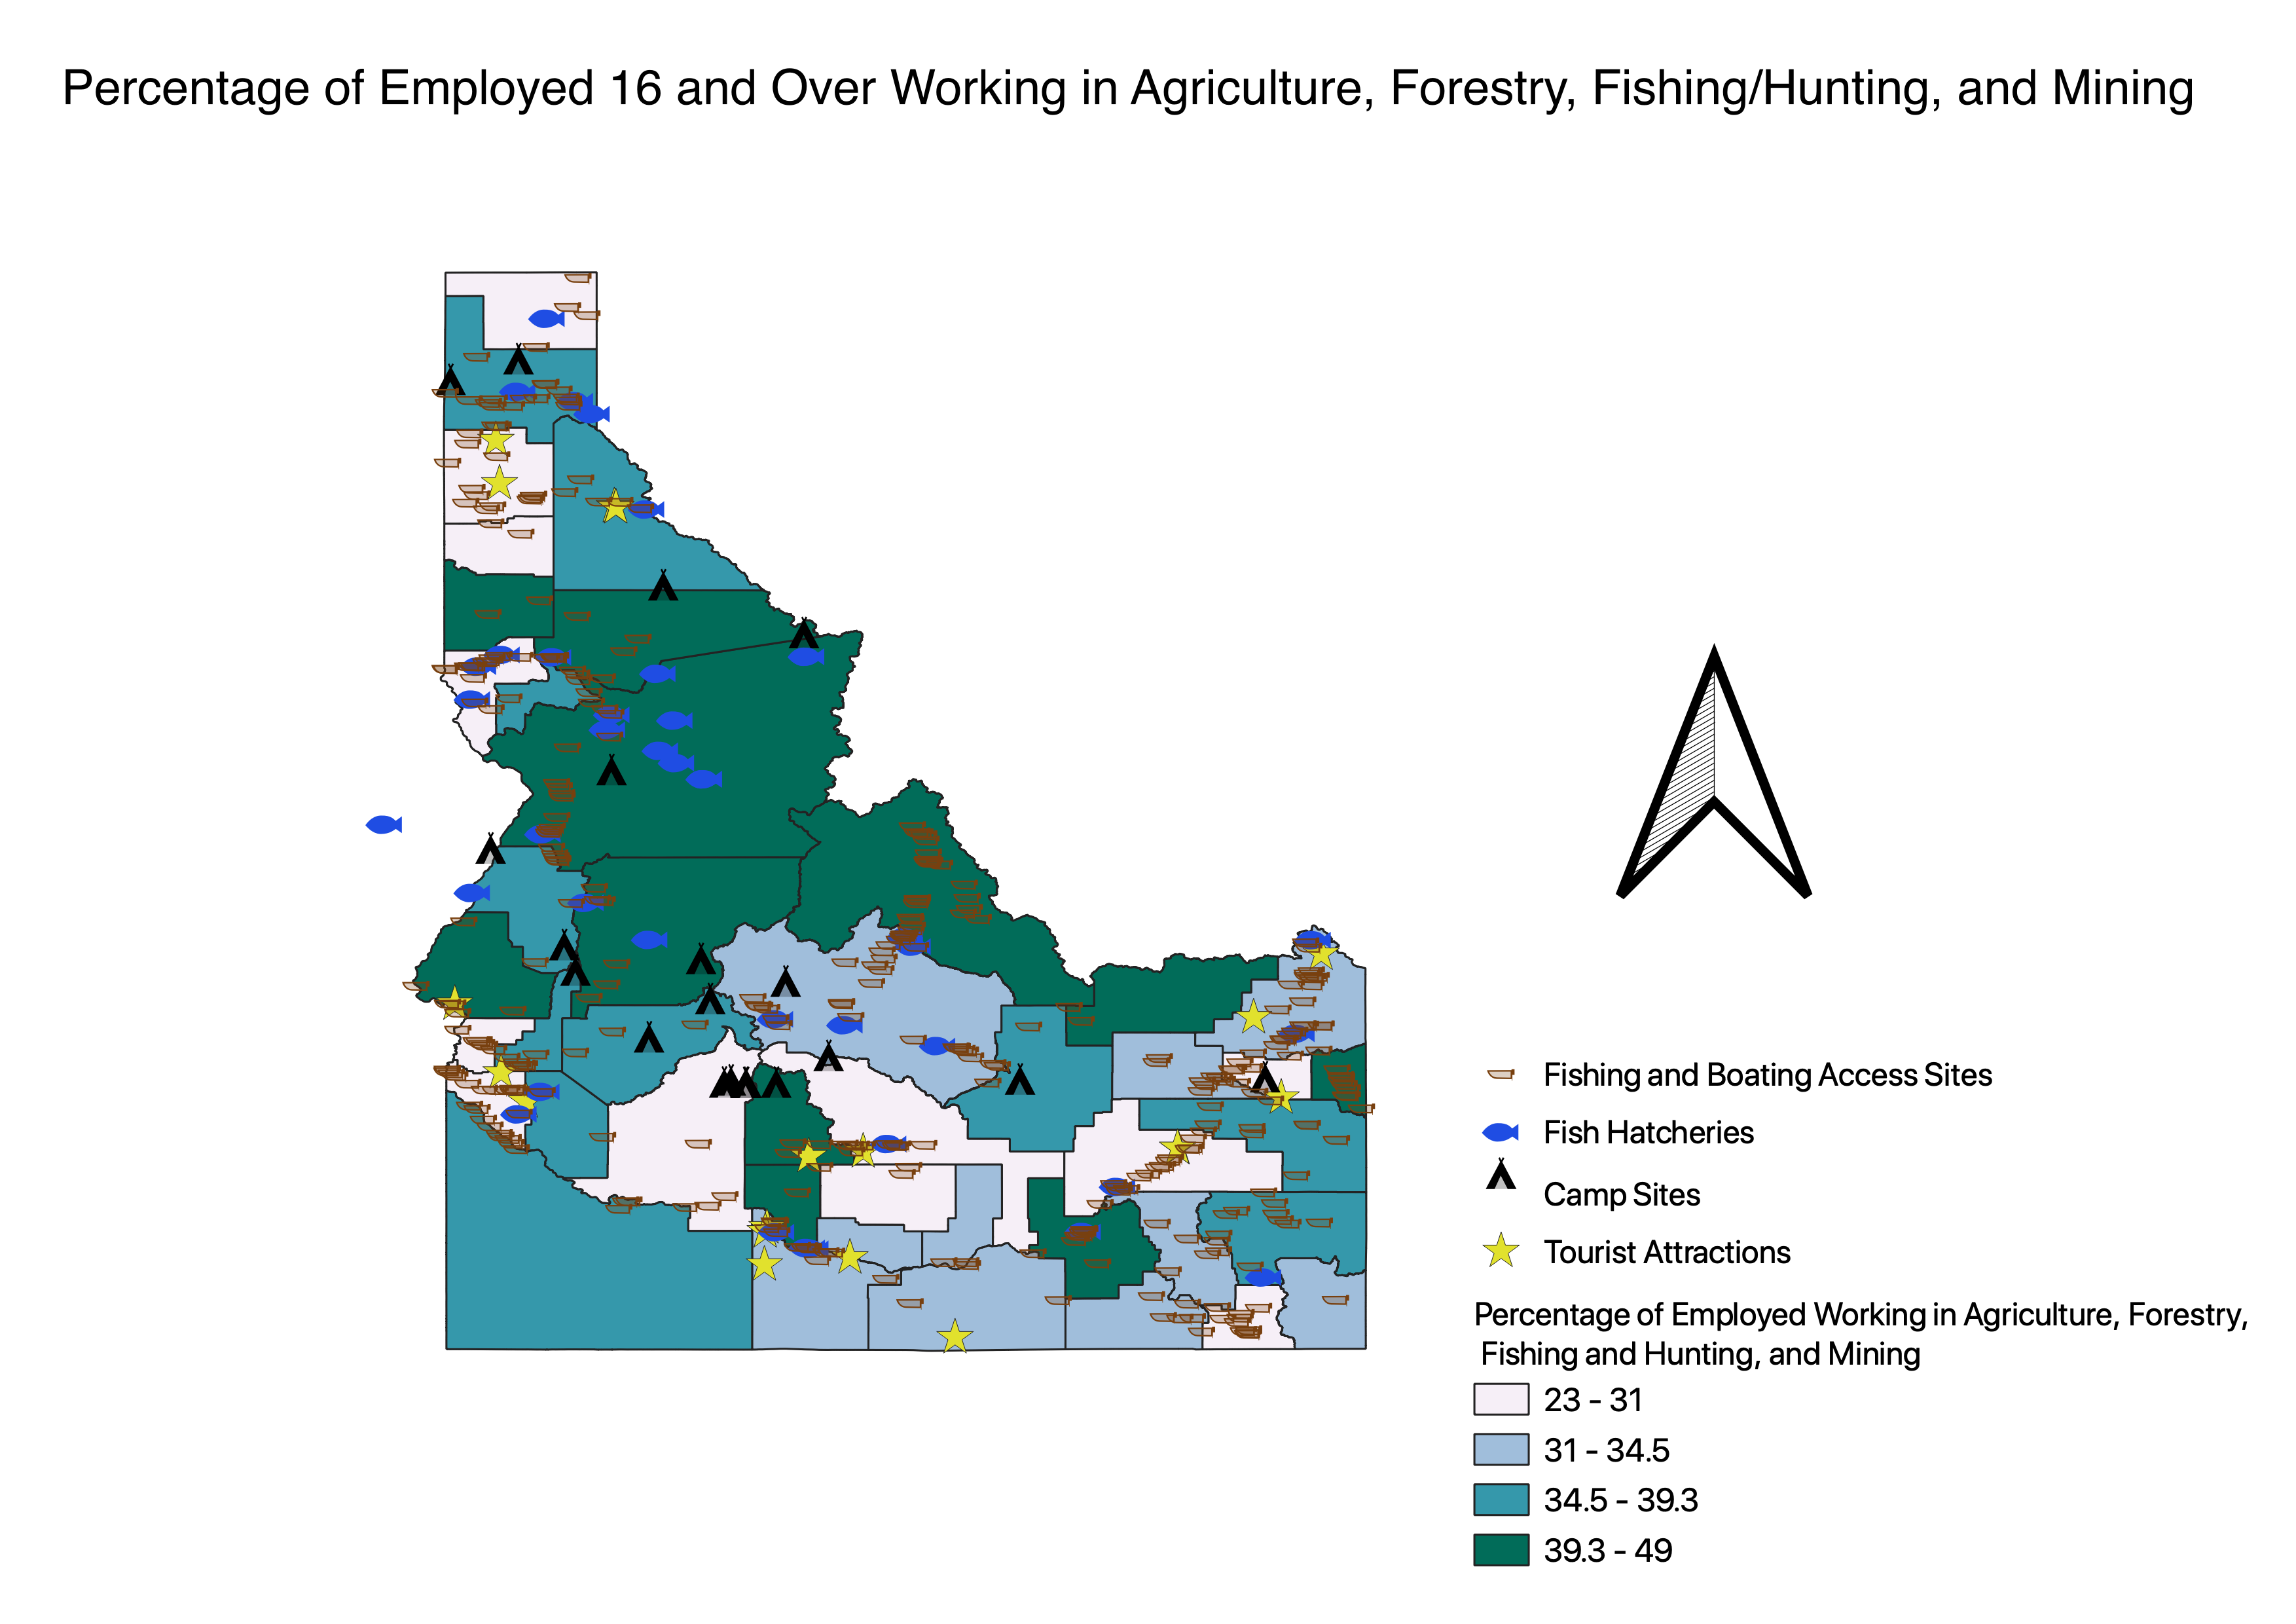 Percentage of Employed 16 and Over Working in Agriculture, Forestry, Fishing/Hunting, and Mining
Fishing and Boating Access Sites
Fish Hatcheries
Camp Sites
Tourist Attractions
Percentage of Employed Working in Agriculture, Forestry,
Fishing and Hunting, and Mining
23 - 31
31 - 34.5
34.5 - 39.3
39.3 - 49